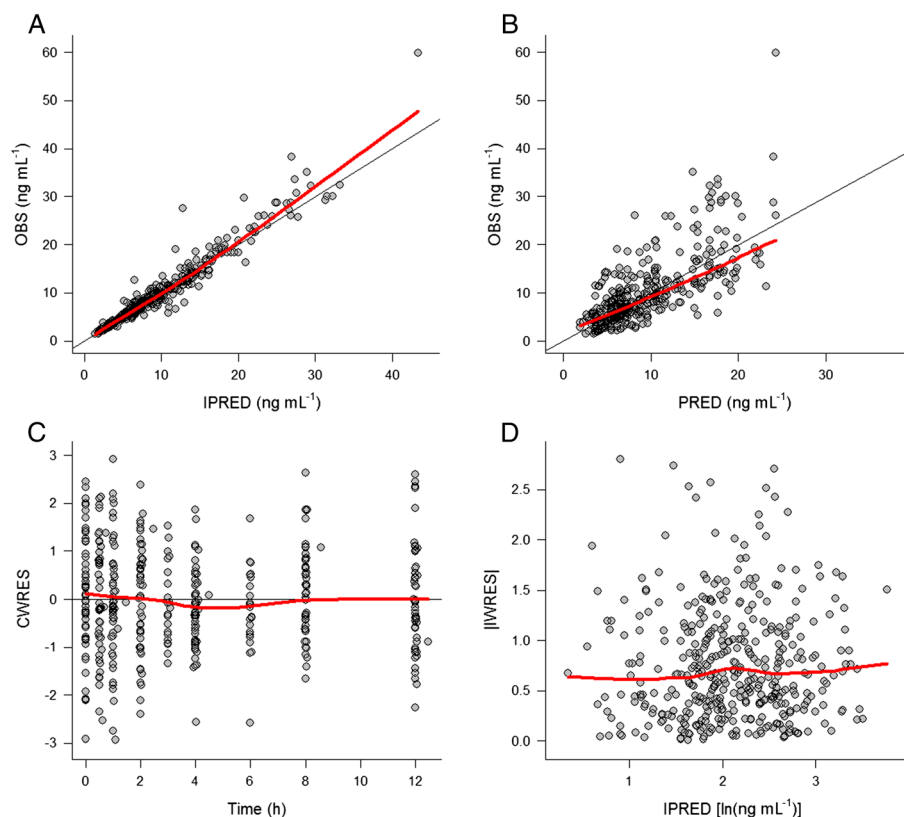 A
B
60
50
40
30
20
10
0
OBS (ng mL⁻¹)
0 10 20 30 40
IPRED (ng mL⁻¹)
60
50
40
30
20
10
0
OBS (ng mL⁻¹)
0 10 20 30
PRED (ng mL⁻¹)
C
D
3
2
1
0
-1
-2
-3
CWRES
0 2 4 6 8 10 12
Time (h)
2.5
2.0
1.5
1.0
0.5
0.0
|IWRES|
1 2 3
IPRED [ln(ng mL⁻¹)]